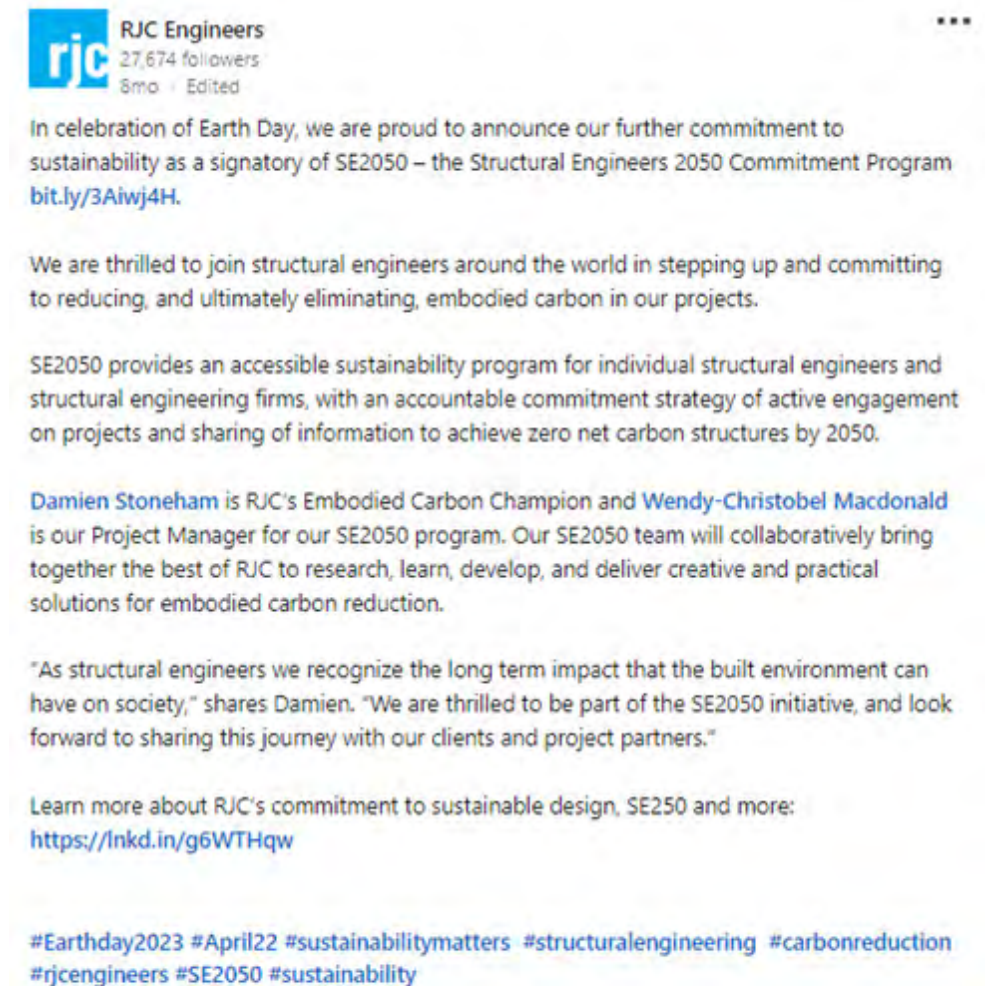 rjc
RJC Engineers
27,674 followers
8mo · Edited
In celebration of Earth Day, we are proud to announce our further commitment to
sustainability as a signatory of SE2050 – the Structural Engineers 2050 Commitment Program
bit.ly/3Aiwj4H.
We are thrilled to join structural engineers around the world in stepping up and committing
to reducing, and ultimately eliminating, embodied carbon in our projects.
SE2050 provides an accessible sustainability program for individual structural engineers and
structural engineering firms, with an accountable commitment strategy of active engagement
on projects and sharing of information to achieve zero net carbon structures by 2050.
Damien Stoneham is RJC's Embodied Carbon Champion and Wendy-Christobel Macdonald
is our Project Manager for our SE2050 program. Our SE2050 team will collaboratively bring
together the best of RJC to research, learn, develop, and deliver creative and practical
solutions for embodied carbon reduction.
"As structural engineers we recognize the long term impact that the built environment can
have on society," shares Damien. "We are thrilled to be part of the SE2050 initiative, and look
forward to sharing this journey with our clients and project partners."
Learn more about RJC's commitment to sustainable design, SE250 and more:
https://lnkd.in/g6WTHqw
#Earthday2023 #April22 #sustainabilitymatters #structuralengineering #carbonreduction
#rjcengineers #SE2050 #sustainability